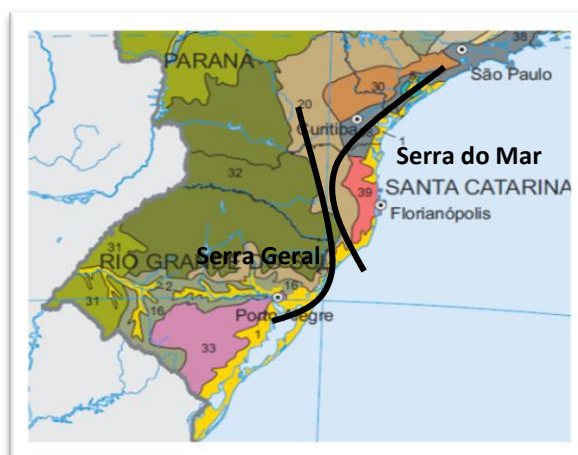 38
PARANÁ
São Paulo
30
20
Curitiba
1
Serra do Mar
32
39
SANTA CATARINA
Florianópolis
31
RIO GRANDE D
Serra Geral
22
16
31
16
Porto Alegre
1
33